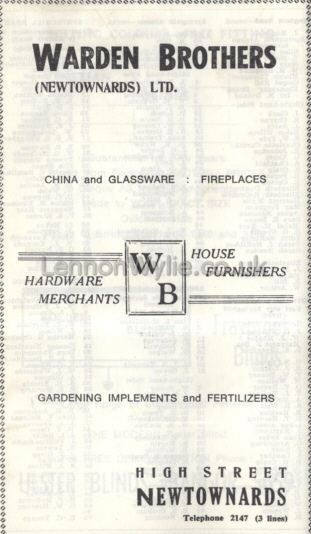 WARDEN BROTHERS
(NEWTOWNARDS) LTD.
CHINA and GLASSWARE : FIREPLACES
HARDWARE
MERCHANTS
W
B
HOUSE
FURNISHERS
LennonWylie.co.uk
GARDENING IMPLEMENTS and FERTILIZERS
HIGH STREET
NEWTOWNARDS
Telephone 2147 (3 lines)